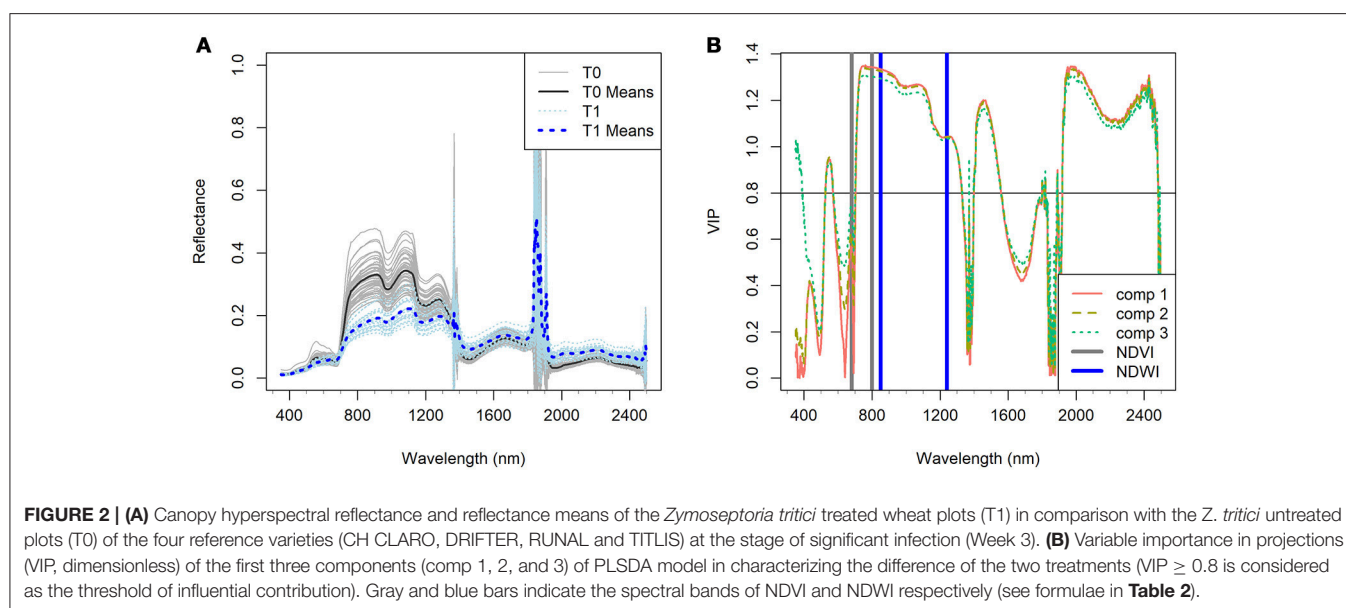 A
1.0
0.8
0.6
0.4
0.2
0.0
Reflectance
T0
T0 Means
T1
T1 Means
400
800
1200
1600
2000
2400
Wavelength (nm)
B
1.4
1.2
1.0
0.8
0.6
0.4
0.2
0.0
VIP
comp 1
comp 2
comp 3
NDVI
NDWI
400
800
1200
1600
2000
2400
Wavelength (nm)
FIGURE 2 | (A) Canopy hyperspectral reflectance and reflectance means of the Zymoseptoria tritici treated wheat plots (T1) in comparison with the Z. tritici untreated
plots (T0) of the four reference varieties (CH CLARO, DRIFTER, RUNAL and TITLIS) at the stage of significant infection (Week 3). (B) Variable importance in projections
(VIP, dimensionless) of the first three components (comp 1, 2, and 3) of PLSDA model in characterizing the difference of the two treatments (VIP ≥ 0.8 is considered
as the threshold of influential contribution). Gray and blue bars indicate the spectral bands of NDVI and NDWI respectively (see formulae in Table 2).